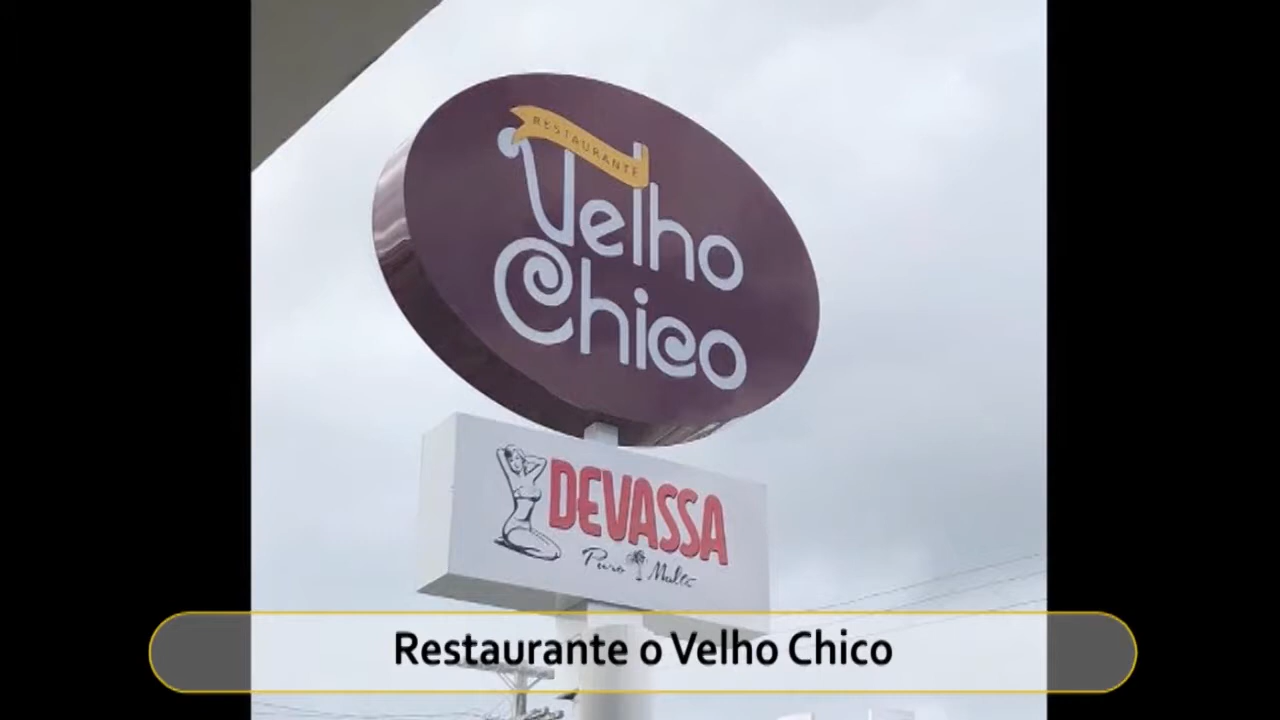 RESTAURANTE
Velho
Chico
DEVASSA
Puro Malte
Restaurante o Velho Chico